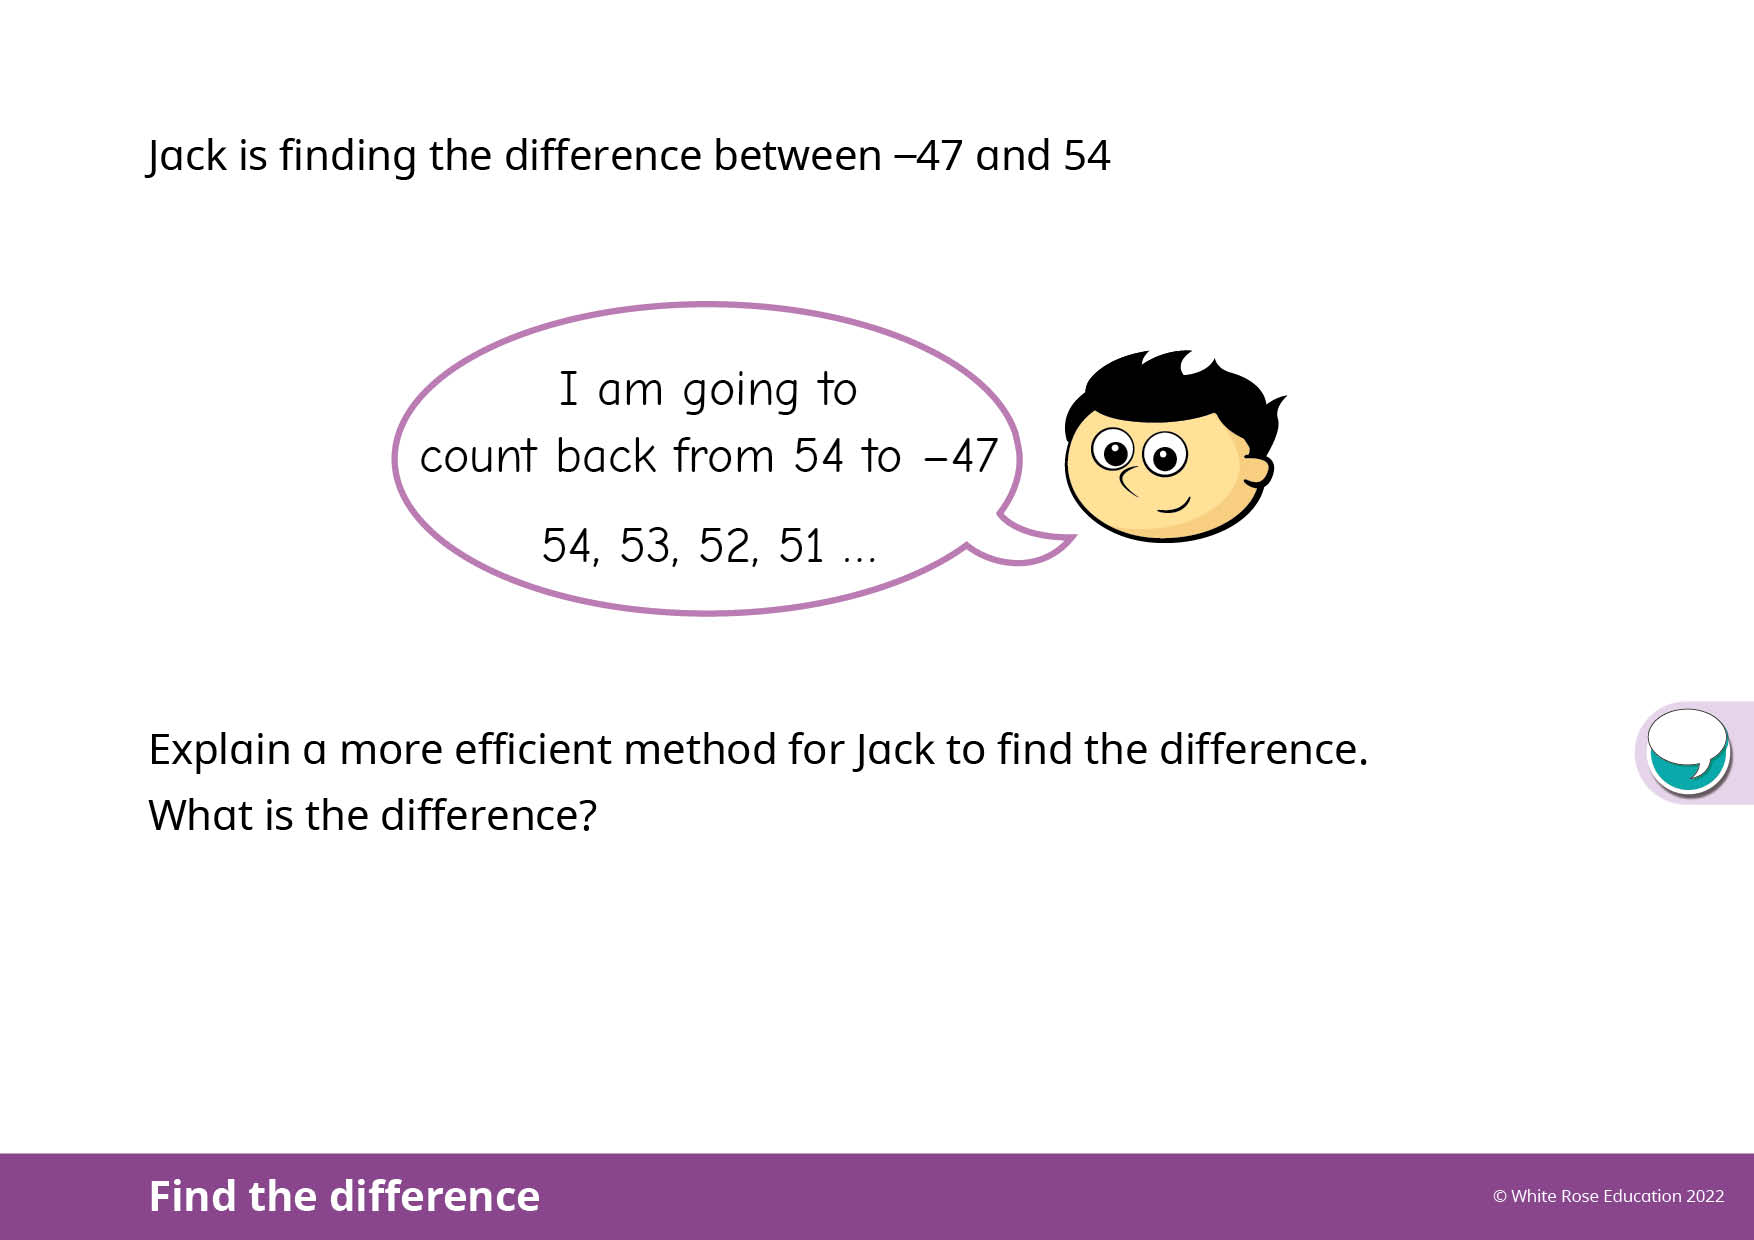 Jack is finding the difference between –47 and 54
I am going to
count back from 54 to –47
54, 53, 52, 51 ...
Explain a more efficient method for Jack to find the difference.
What is the difference?
Find the difference
© White Rose Education 2022